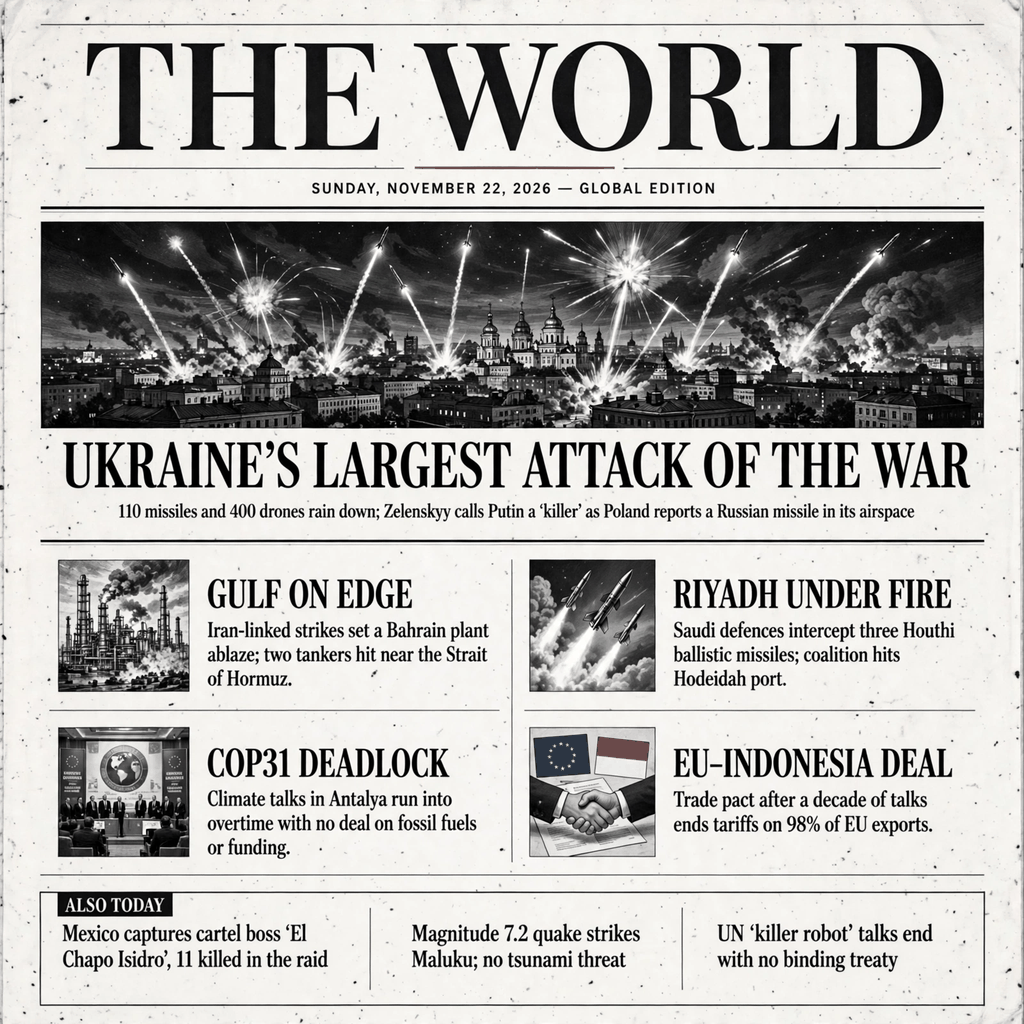 THE WORLD
SUNDAY, NOVEMBER 22, 2026 — GLOBAL EDITION
UKRAINE’S LARGEST ATTACK OF THE WAR
110 missiles and 400 drones rain down; Zelenskyy calls Putin a ‘killer’ as Poland reports a Russian missile in its airspace
GULF ON EDGE
Iran-linked strikes set a Bahrain plant
ablaze; two tankers hit near the Strait
of Hormuz.
RIYADH UNDER FIRE
Saudi defences intercept three Houthi
ballistic missiles; coalition hits
Hodeidah port.
COP31 DEADLOCK
Climate talks in Antalya run into
overtime with no deal on fossil fuels
or funding.
EU–INDONESIA DEAL
Trade pact after a decade of talks
ends tariffs on 98% of EU exports.
ALSO TODAY
Mexico captures cartel boss ‘El
Chapo Isidro’, 11 killed in the raid
Magnitude 7.2 quake strikes
Maluku; no tsunami threat
UN ‘killer robot’ talks end
with no binding treaty